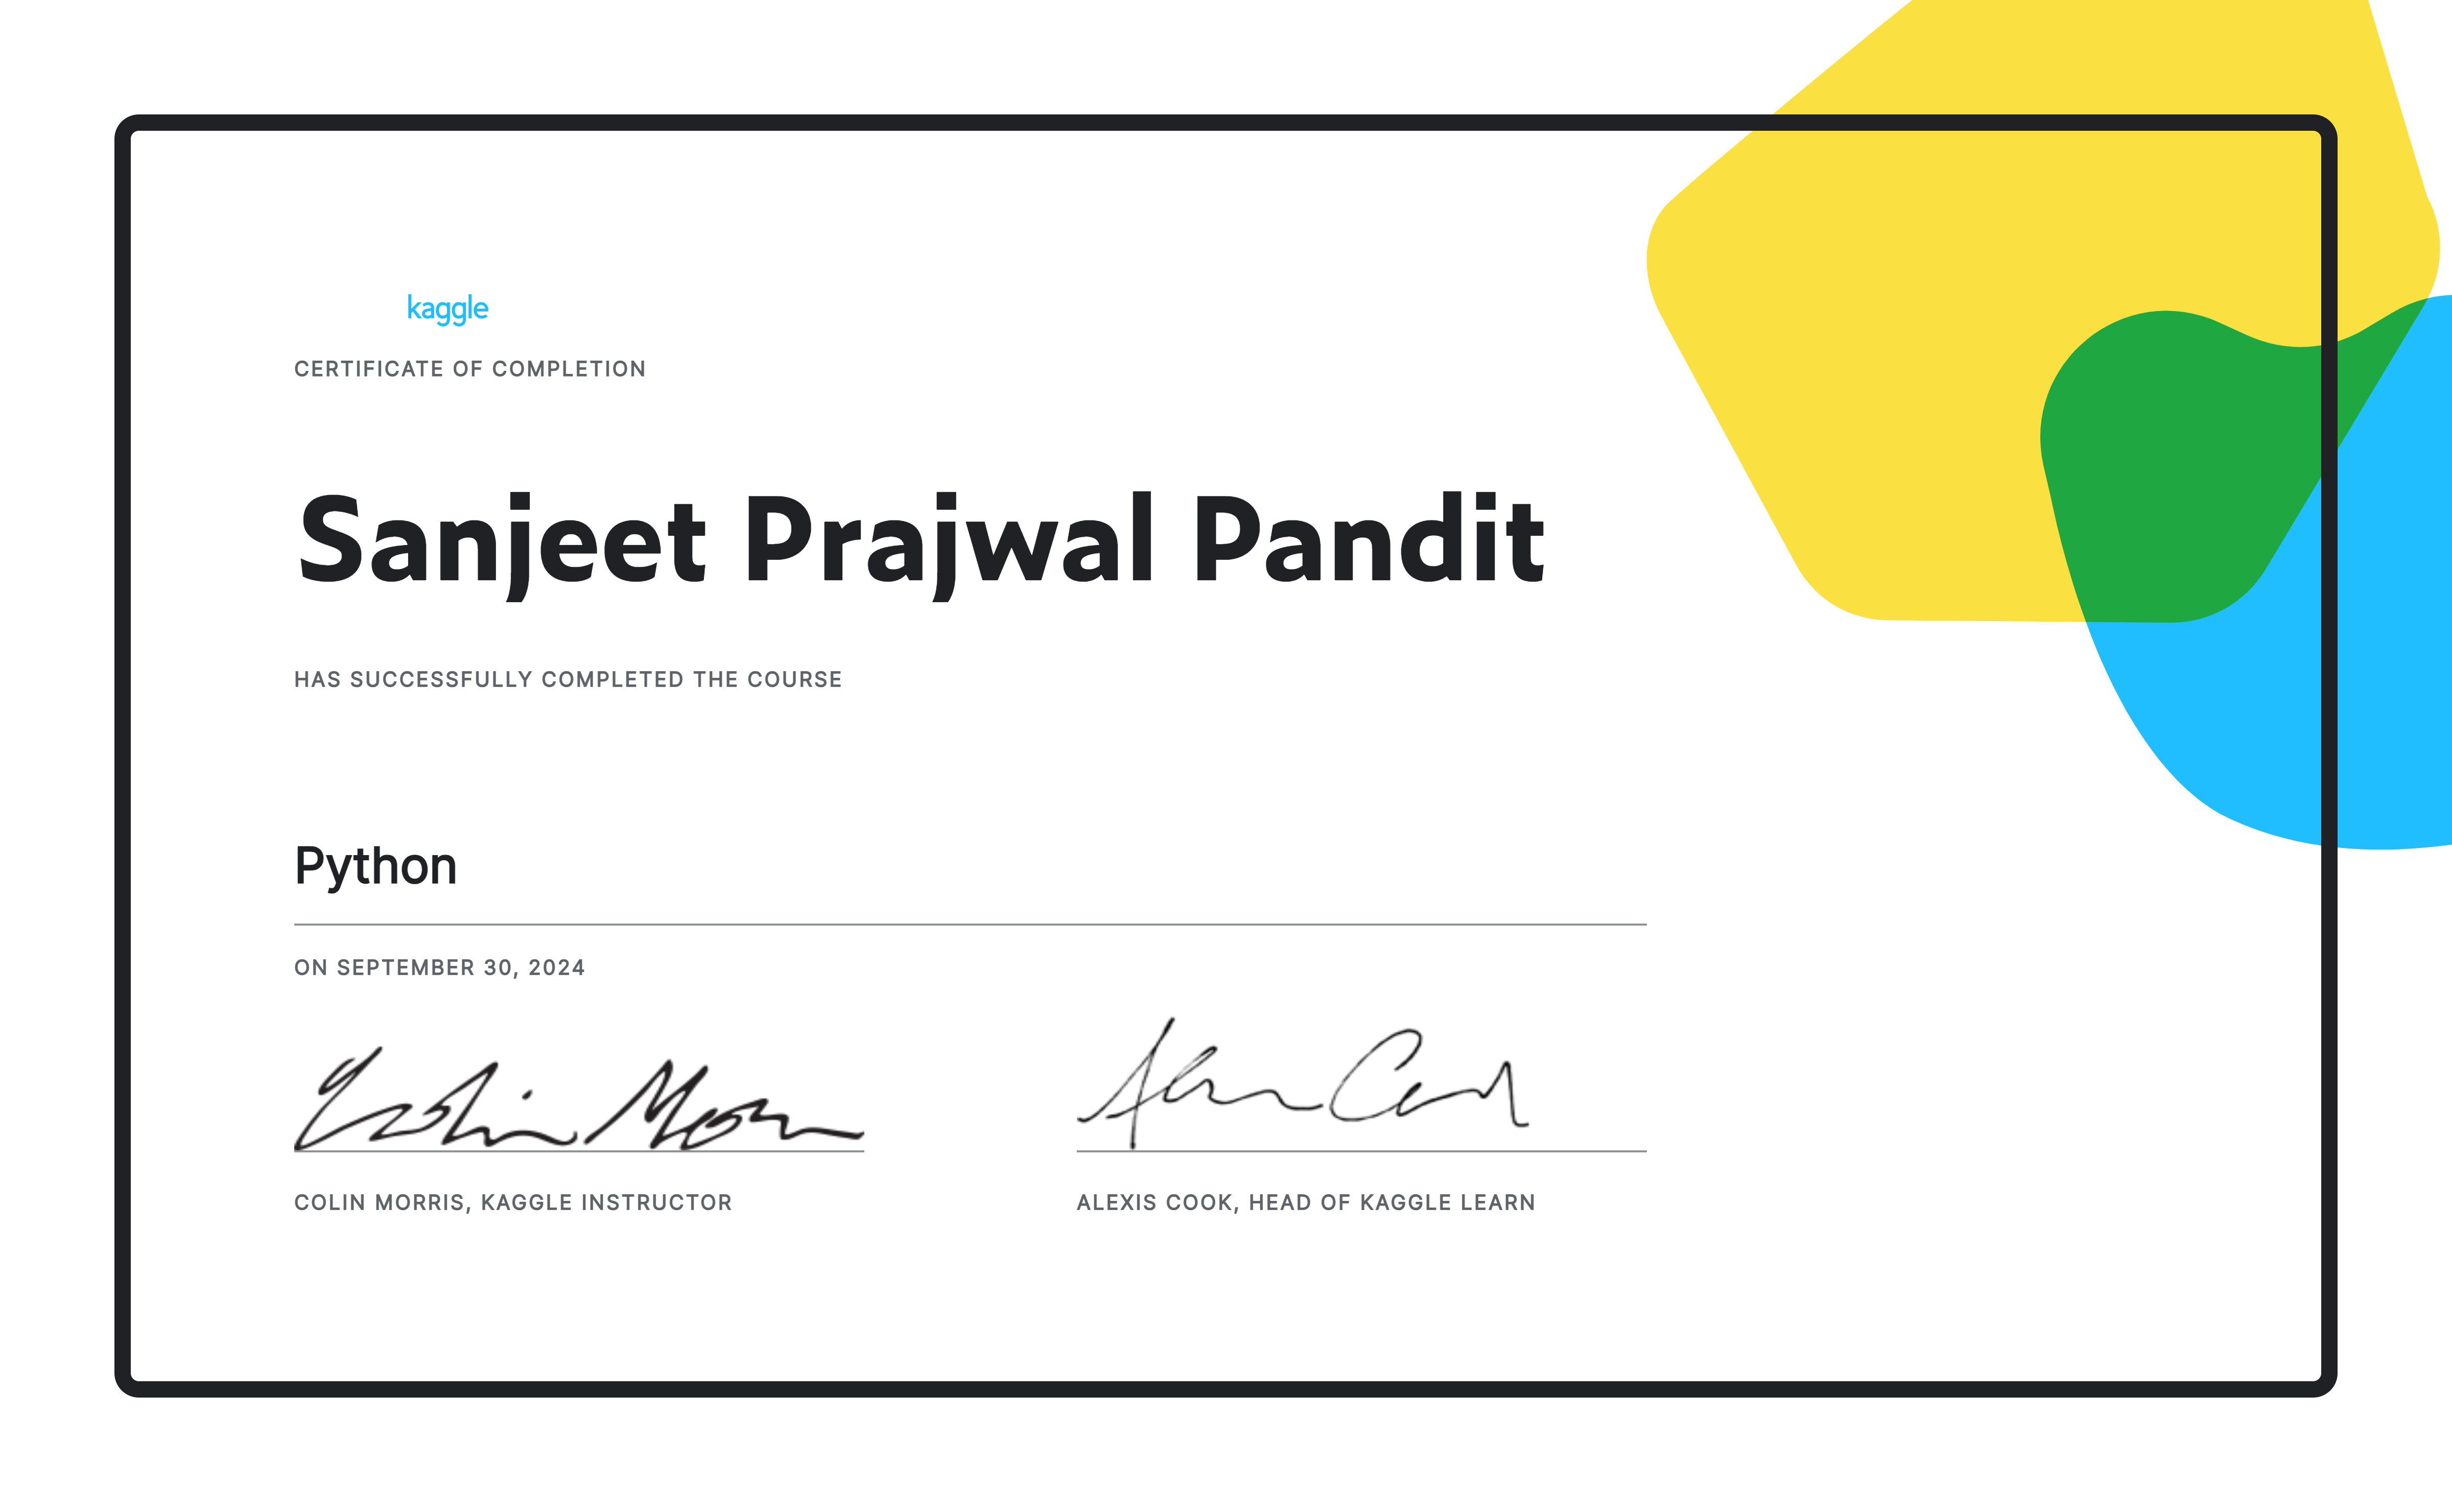 kaggle
CERTIFICATE OF COMPLETION
Sanjeet Prajwal Pandit
HAS SUCCESSFULLY COMPLETED THE COURSE
Python
ON SEPTEMBER 30, 2024
COLIN MORRIS, KAGGLE INSTRUCTOR
ALEXIS COOK, HEAD OF KAGGLE LEARN